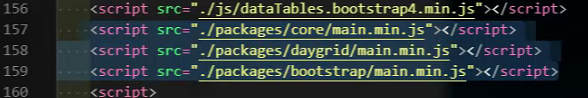 156 <script src="./js/dataTables.bootstrap4.min.js"></script>
157 <script src="./packages/core/main.min.js"></script>
158 <script src="./packages/daygrid/main.min.js"></script>
159 <script src="./packages/bootstrap/main.min.js"></script>
160 <script>